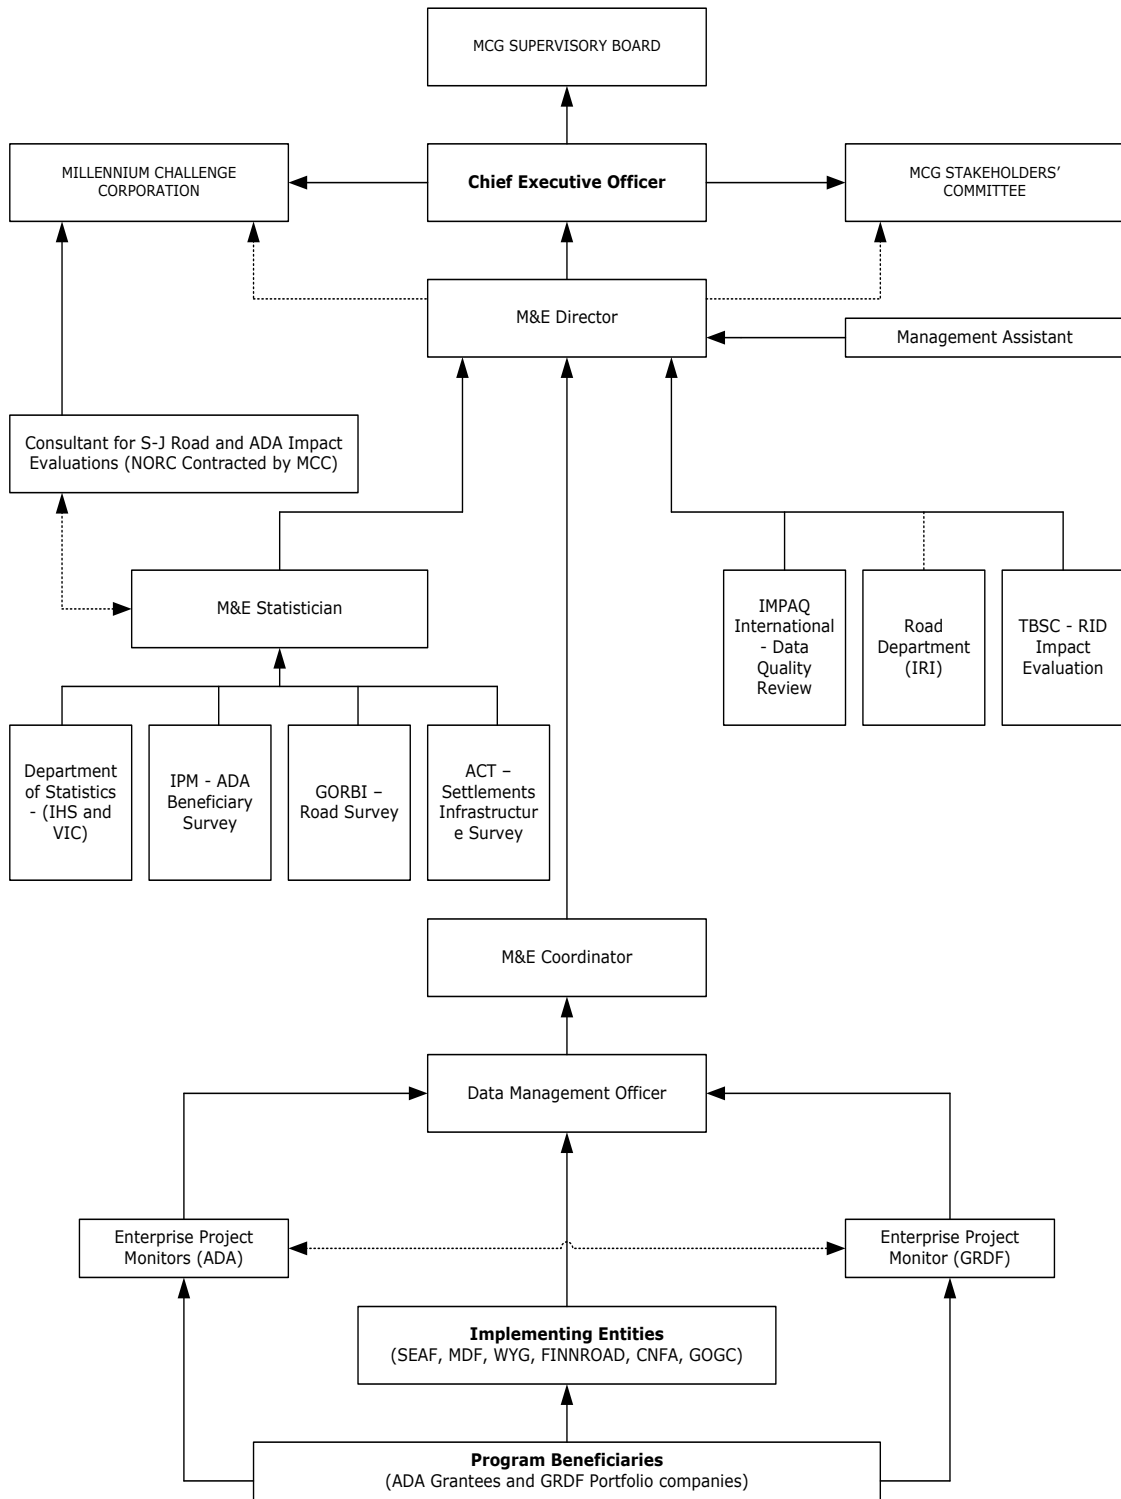 MCG SUPERVISORY BOARD
MILLENNIUM CHALLENGE
CORPORATION
Chief Executive Officer
MCG STAKEHOLDERS'
COMMITTEE
M&E Director
Management Assistant
Consultant for S-J Road and ADA Impact
Evaluations (NORC Contracted by MCC)
M&E Statistician
IMPAQ
International
- Data
Quality
Review
Road
Department
(IRI)
TBSC - RID
Impact
Evaluation
Department
of Statistics
- (IHS and
VIC)
IPM - ADA
Beneficiary
Survey
GORBI –
Road Survey
ACT –
Settlements
Infrastructur
e Survey
M&E Coordinator
Data Management Officer
Enterprise Project
Monitors (ADA)
Enterprise Project
Monitor (GRDF)
Implementing Entities
(SEAF, MDF, WYG, FINNROAD, CNFA, GOGC)
Program Beneficiaries
(ADA Grantees and GRDF Portfolio companies)